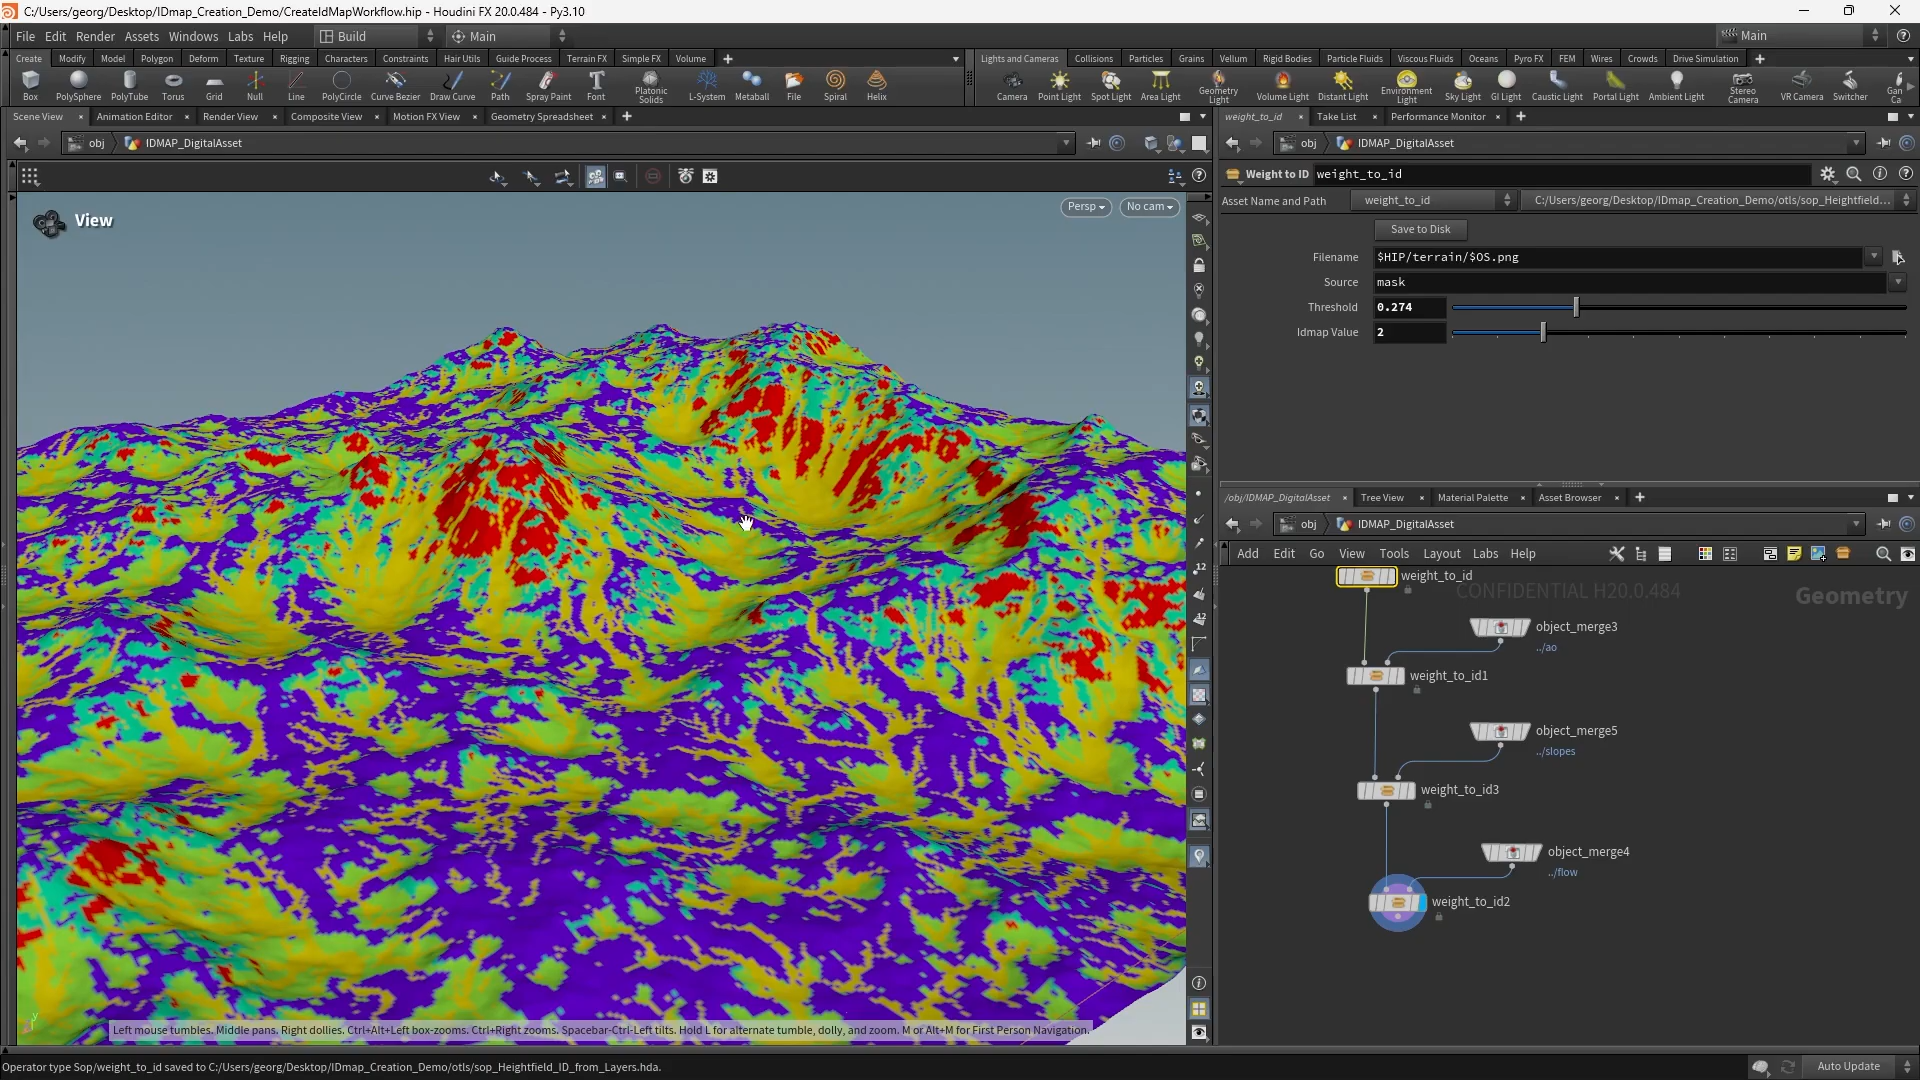 C:/Users/georg/Desktop/IDmap_Creation_Demo/CreateIdMapWorkflow.hip - Houdini FX 20.0.484 - Py3.10
File Edit Render Assets Windows Labs Help Build Main Main
Create Modify Model Polygon Deform Texture Rigging Characters Constraints Hair Utils Guide Process Terrain FX Simple FX Volume
Lights and Cameras Collisions Particles Grains Vellum Rigid Bodies Particle Fluids Viscous Fluids Oceans Pyro FX FEM Wires Crowds Drive Simulation
Box PolySphere PolyTube Torus Grid Null Line PolyCircle Curve Bezier Draw Curve Path Spray Paint Font Platonic Solids L-System Metaball File Spiral Helix
Camera Point Light Spot Light Area Light Geometry Light Volume Light Distant Light Environment Light Sky Light GI Light Caustic Light Portal Light Ambient Light Stereo Camera VR Camera Switcher Gan Ca
Scene View Animation Editor Render View Composite View Motion FX View Geometry Spreadsheet
weight_to_id Take List Performance Monitor
obj IDMAP_DigitalAsset
obj IDMAP_DigitalAsset
View
Persp No cam
Weight to ID weight_to_id
Asset Name and Path weight_to_id C:/Users/georg/Desktop/IDmap_Creation_Demo/otls/sop_Heightfield...
Save to Disk
Filename $HIP/terrain/$OS.png
Source mask
Threshold 0.274
Idmap Value 2
/obj/IDMAP_DigitalAsset Tree View Material Palette Asset Browser
obj IDMAP_DigitalAsset
Add Edit Go View Tools Layout Labs Help
weight_to_id
CONFIDENTIAL H20.0.484
Geometry
object_merge3
../ao
weight_to_id1
object_merge5
../slopes
weight_to_id3
object_merge4
../flow
weight_to_id2
12
12
y
Left mouse tumbles. Middle pans. Right dollies. Ctrl+Alt+Left box-zooms. Ctrl+Right zooms. Spacebar-Ctrl-Left tilts. Hold L for alternate tumble, dolly, and zoom. M or Alt+M for First Person Navigation.
Operator type Sop/weight_to_id saved to C:/Users/georg/Desktop/IDmap_Creation_Demo/otls/sop_Heightfield_ID_from_Layers.hda.
Auto Update